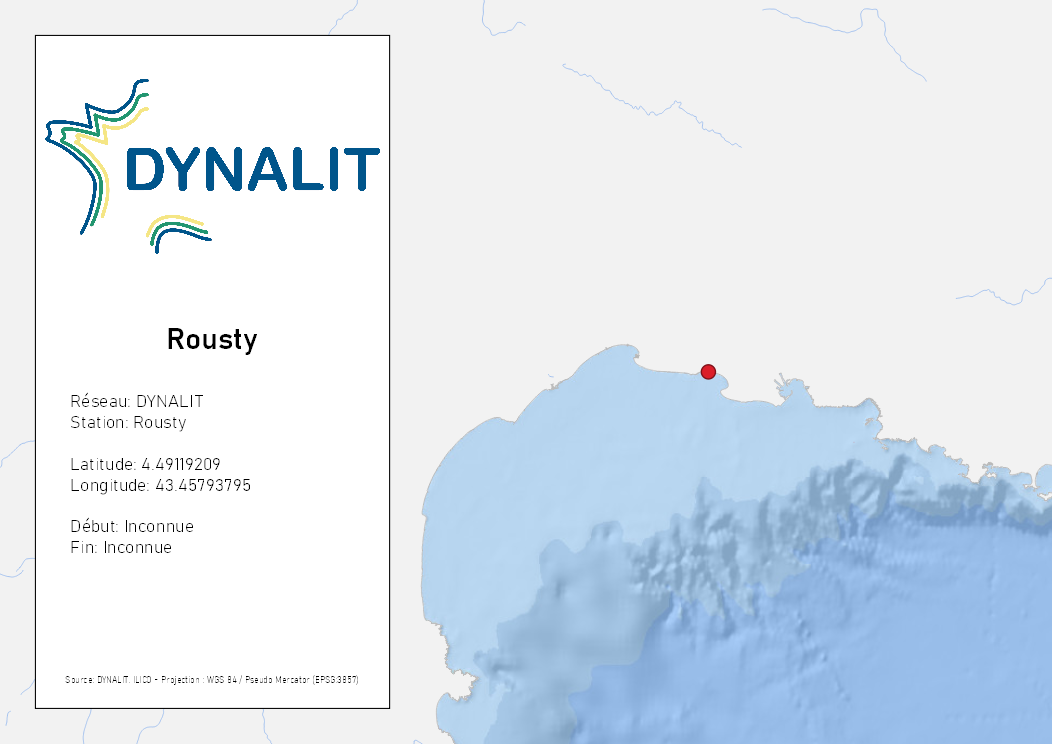 DYNALIT
Rousty
Réseau: DYNALIT
Station: Rousty
Latitude: 4.49119209
Longitude: 43.45793795
Début: Inconnue
Fin: Inconnue
Source: DYNALIT, ILICO - Projection : WGS 84 / Pseudo Mercator (EPSG:3857)